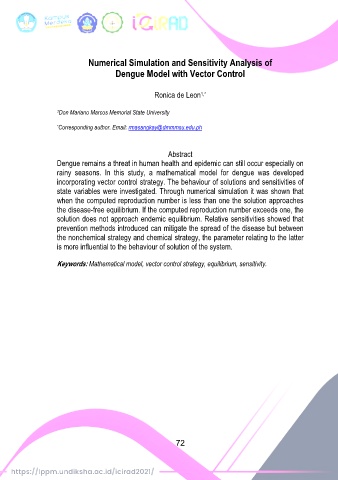 iCiRAD
Numerical Simulation and Sensitivity Analysis of
Dengue Model with Vector Control
Ronica de Leon¹,*
¹Don Mariano Marcos Memorial State University
*Corresponding author. Email: rmasangkay@dmmmsu.edu.ph
Abstract
Dengue remains a threat in human health and epidemic can still occur especially on
rainy seasons. In this study, a mathematical model for dengue was developed
incorporating vector control strategy. The behaviour of solutions and sensitivities of
state variables were investigated. Through numerical simulation it was shown that
when the computed reproduction number is less than one the solution approaches
the disease-free equilibrium. If the computed reproduction number exceeds one, the
solution does not approach endemic equilibrium. Relative sensitivities showed that
prevention methods introduced can mitigate the spread of the disease but between
the nonchemical strategy and chemical strategy, the parameter relating to the latter
is more influential to the behaviour of solution of the system.
Keywords: Mathematical model, vector control strategy, equilibrium, sensitivity.
72
https://lppm.undiksha.ac.id/icirad2021/